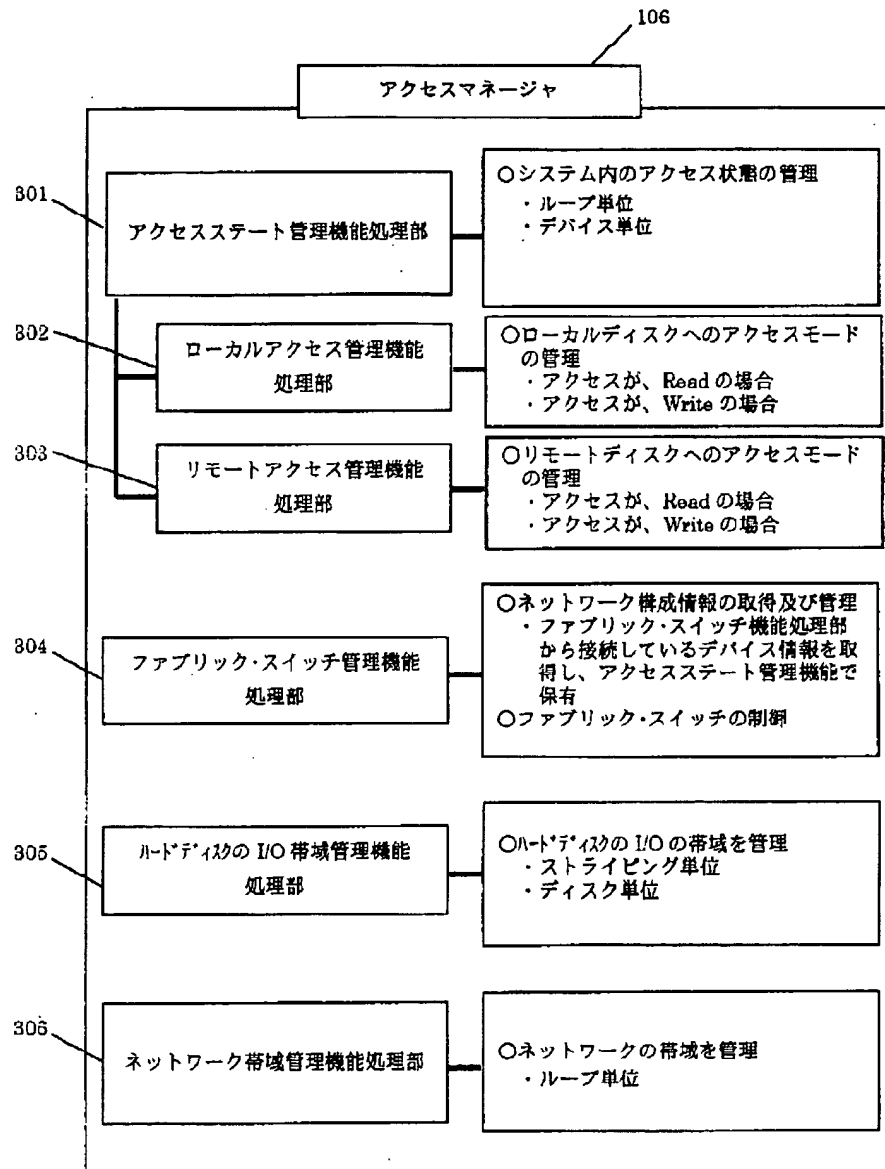 106
アクセスマネージャ
301
アクセスステート管理機能処理部
○システム内のアクセス状態の管理
・ループ単位
・デバイス単位
302
ローカルアクセス管理機能
処理部
○ローカルディスクへのアクセスモード
の管理
・アクセスが、Read の場合
・アクセスが、Write の場合
303
リモートアクセス管理機能
処理部
○リモートディスクへのアクセスモード
の管理
・アクセスが、Read の場合
・アクセスが、Write の場合
304
ファブリック・スイッチ管理機能
処理部
○ネットワーク構成情報の取得及び管理
・ファブリック・スイッチ機能処理部
から接続しているデバイス情報を取
得し、アクセスステート管理機能で
保有
○ファブリック・スイッチの制御
305
ﾊｰﾄﾞﾃﾞｨｽｸの I/O 帯域管理機能
処理部
○ﾊｰﾄﾞﾃﾞｨｽｸの I/O の帯域を管理
・ストライピング単位
・ディスク単位
306
ネットワーク帯域管理機能処理部
○ネットワークの帯域を管理
・ループ単位